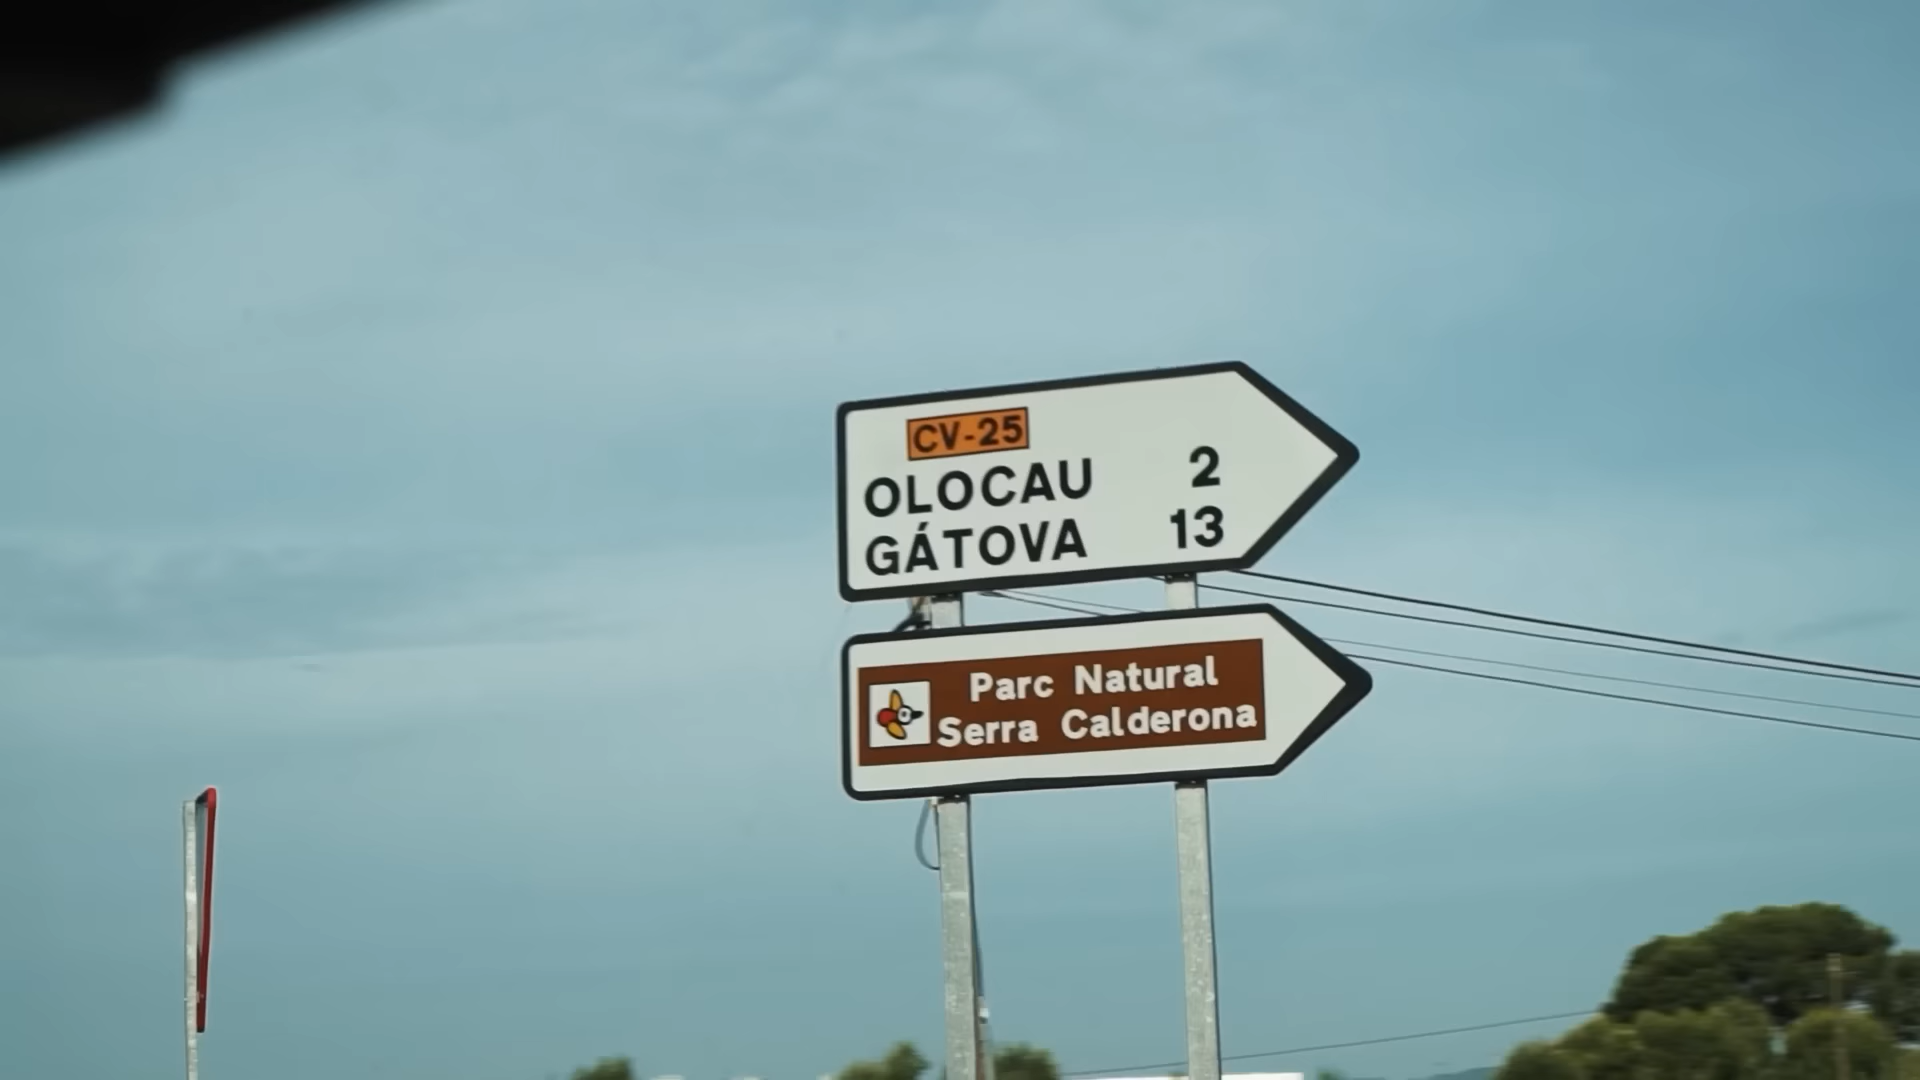 CV-25
OLOCAU 2
GÁTOVA 13
Parc Natural
Serra Calderona